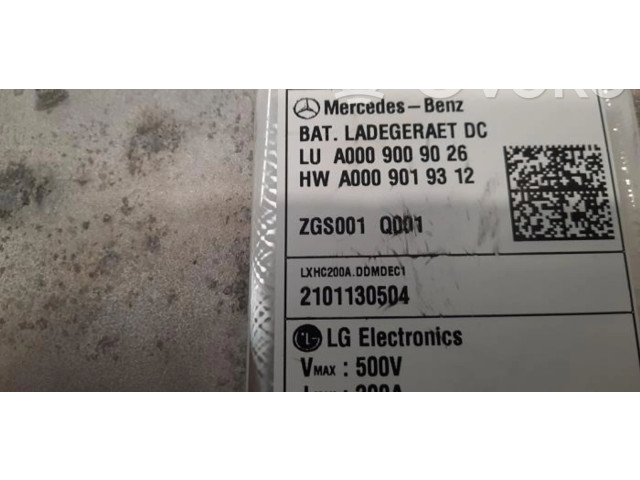 Mercedes-Benz
BAT. LADEGERAET DC
LU A000 900 90 26
HW A000 901 93 12
ZGS001 Q001
LXHC200A.DDMDEC1
2101130504
LG
LG Electronics
VMAX : 500V